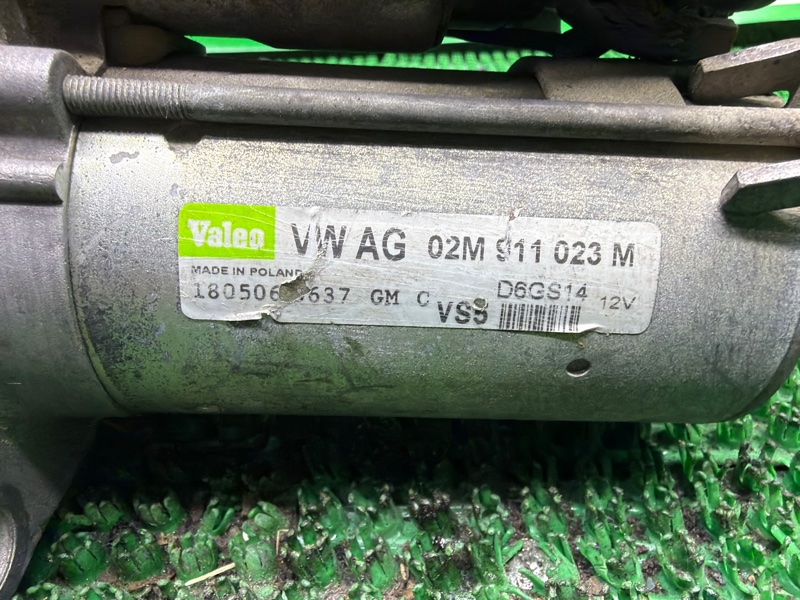 Valeo VW AG 02M 911 023 M
MADE IN POLAND
GM C D6GS14 12V
VS5